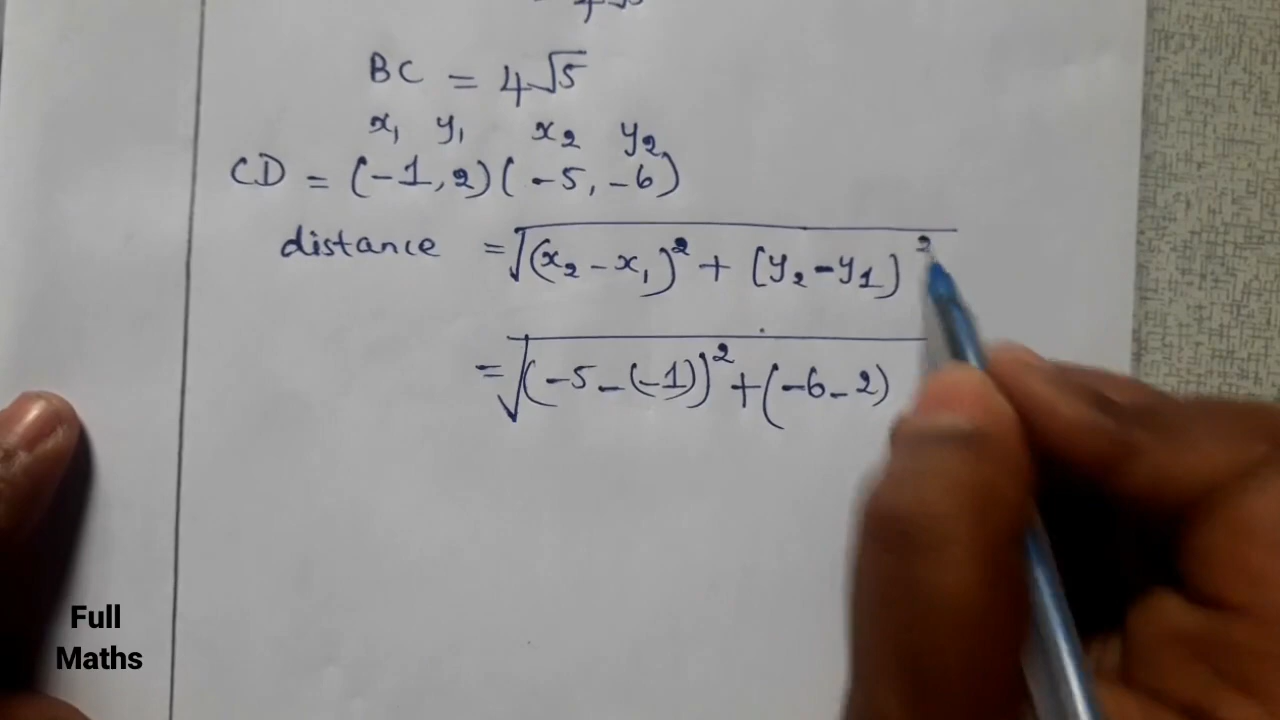 BC = 4√5
x₁ y₁ x₂ y₂
CD = (-1, 2)(-5, -6)
distance = √(x₂ - x₁)² + (y₂ - y₁)²
= √(-5-(-1))² + (-6-2)
Full
Maths